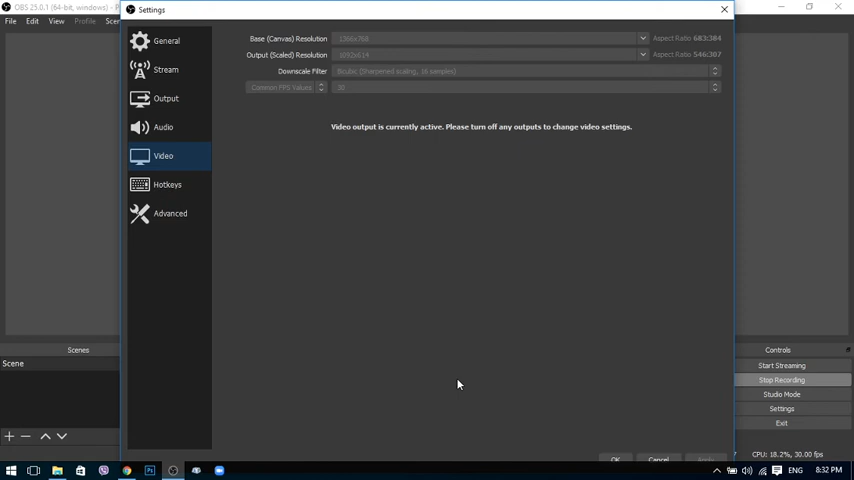 OBS 25.0.1 (64-bit, windows) - P
Settings
File Edit View Profile Scen
General
Stream
Output
Audio
Video
Hotkeys
Advanced
Base (Canvas) Resolution 1366x768 Aspect Ratio 683:384
Output (Scaled) Resolution 1092x614 Aspect Ratio 546:307
Downscale Filter Bicubic (Sharpened scaling, 16 samples)
Common FPS Values 30
Video output is currently active. Please turn off any outputs to change video settings.
Scenes
Scene
Controls
Start Streaming
Stop Recording
Studio Mode
Settings
Exit
OK Cancel Apply
CPU: 18.2%, 30.00 fps
ENG 8:32 PM